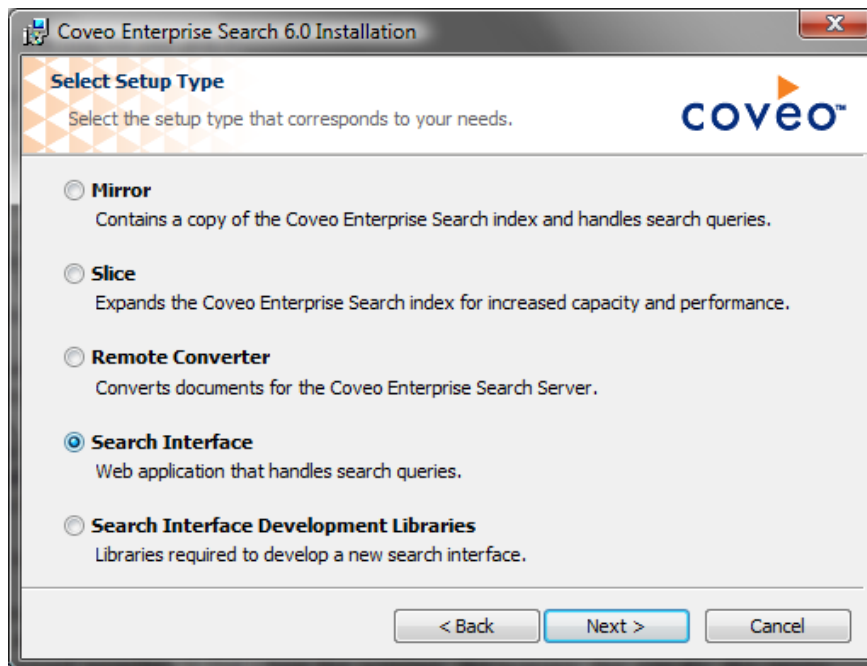 Coveo Enterprise Search 6.0 Installation
Select Setup Type
Select the setup type that corresponds to your needs.
coveo™
Mirror
Contains a copy of the Coveo Enterprise Search index and handles search queries.
Slice
Expands the Coveo Enterprise Search index for increased capacity and performance.
Remote Converter
Converts documents for the Coveo Enterprise Search Server.
Search Interface
Web application that handles search queries.
Search Interface Development Libraries
Libraries required to develop a new search interface.
< Back Next > Cancel